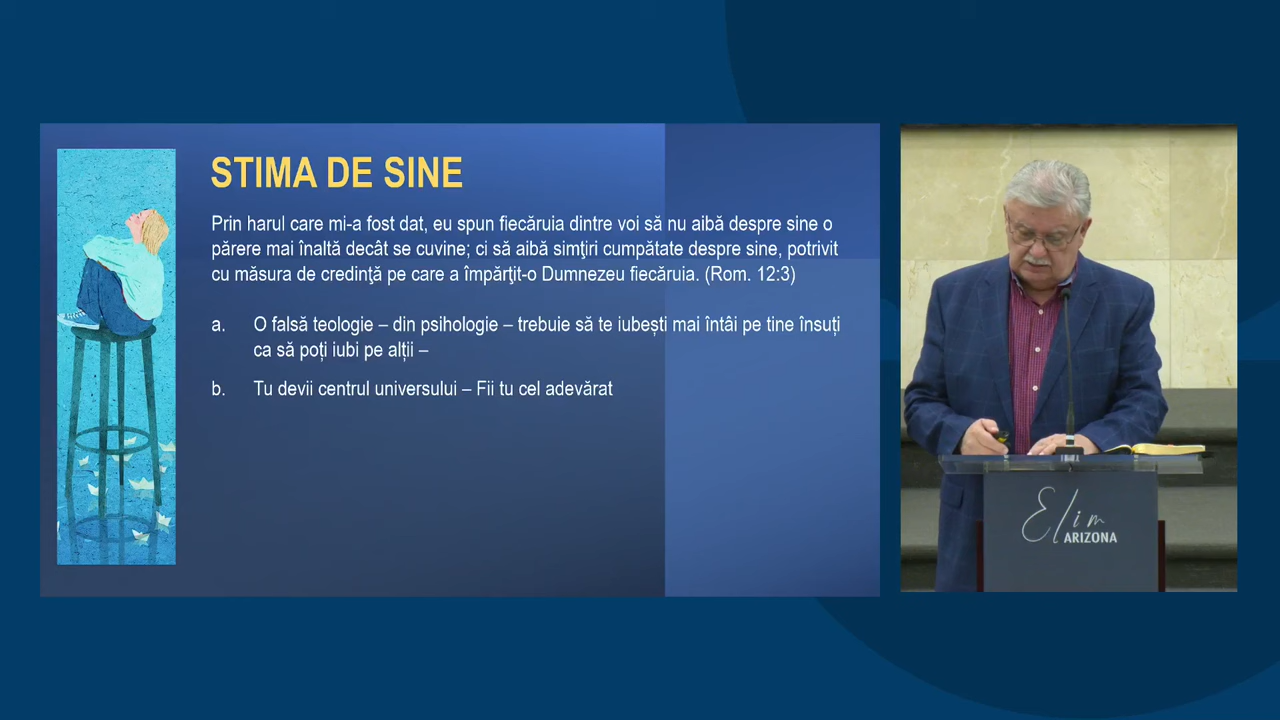 STIMA DE SINE
Prin harul care mi-a fost dat, eu spun fiecăruia dintre voi să nu aibă despre sine o
părere mai înaltă decât se cuvine; ci să aibă simţiri cumpătate despre sine, potrivit
cu măsura de credinţă pe care a împărţit-o Dumnezeu fiecăruia. (Rom. 12:3)
a. O falsă teologie – din psihologie – trebuie să te iubești mai întâi pe tine însuți
ca să poți iubi pe alții –
b. Tu devii centrul universului – Fii tu cel adevărat
Elim
ARIZONA